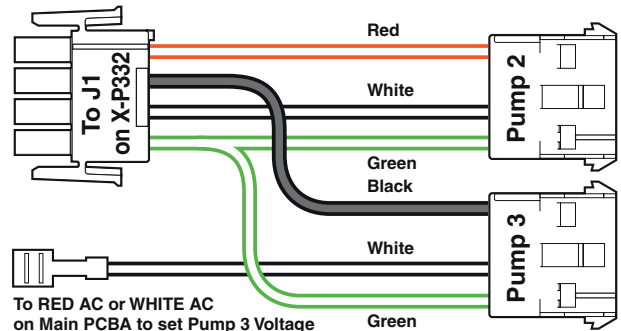 Red
To J1
on X-P332
White
Pump 2
Green
Black
Pump 3
White
To RED AC or WHITE AC
on Main PCBA to set Pump 3 Voltage
Green